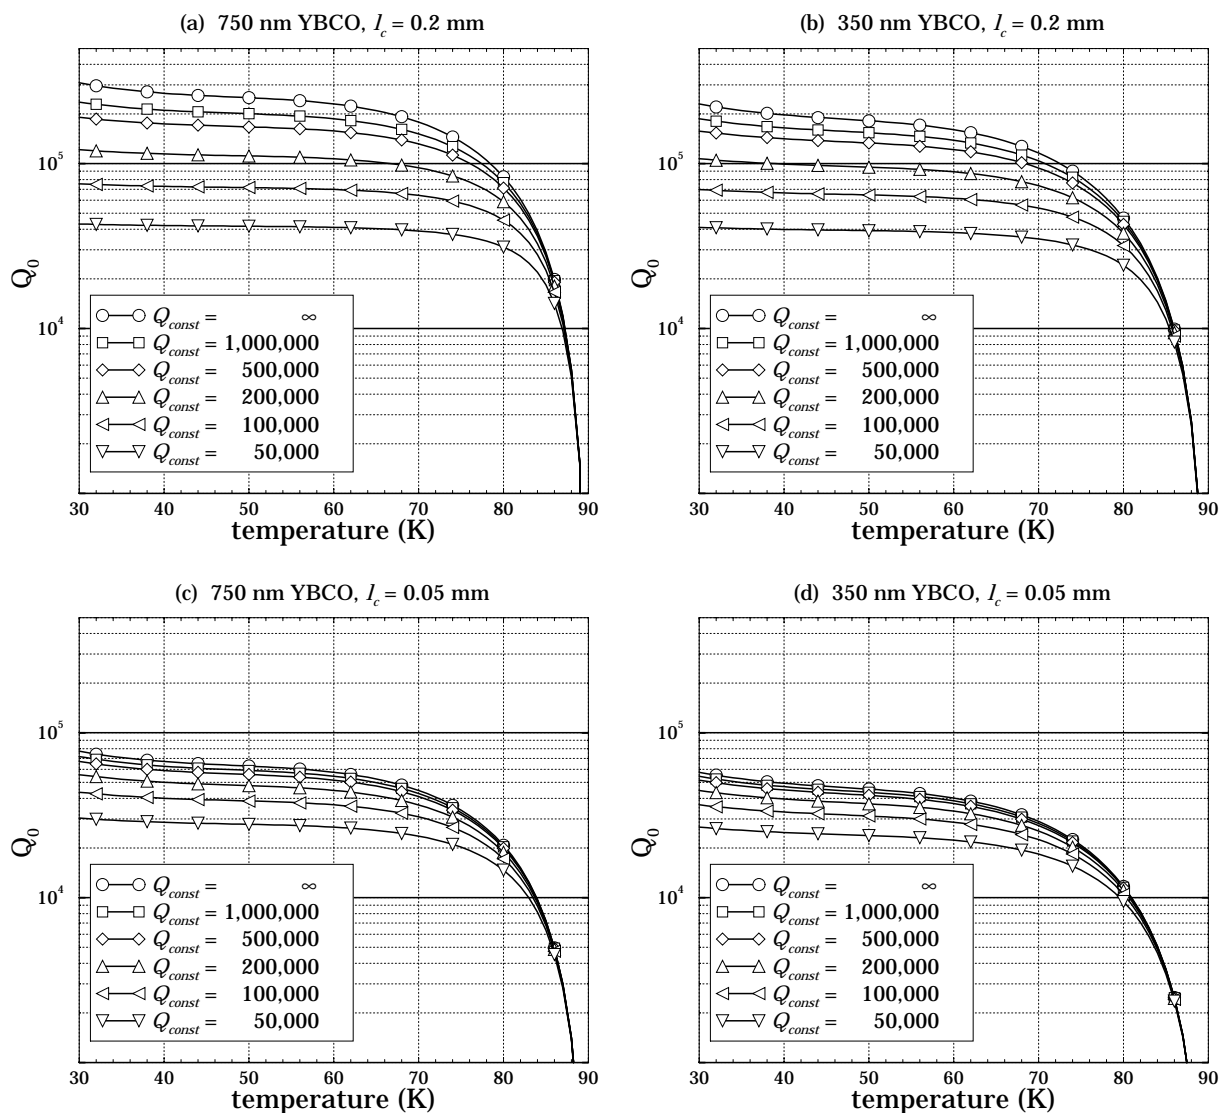 (a) 750 nm YBCO, l_c = 0.2 mm
10^5
10^4
Q_0
Q_const = ∞
Q_const = 1,000,000
Q_const = 500,000
Q_const = 200,000
Q_const = 100,000
Q_const = 50,000
30 40 50 60 70 80 90
temperature (K)
(b) 350 nm YBCO, l_c = 0.2 mm
10^5
10^4
Q_0
Q_const = ∞
Q_const = 1,000,000
Q_const = 500,000
Q_const = 200,000
Q_const = 100,000
Q_const = 50,000
30 40 50 60 70 80 90
temperature (K)
(c) 750 nm YBCO, l_c = 0.05 mm
10^5
10^4
Q_0
Q_const = ∞
Q_const = 1,000,000
Q_const = 500,000
Q_const = 200,000
Q_const = 100,000
Q_const = 50,000
30 40 50 60 70 80 90
temperature (K)
(d) 350 nm YBCO, l_c = 0.05 mm
10^5
10^4
Q_0
Q_const = ∞
Q_const = 1,000,000
Q_const = 500,000
Q_const = 200,000
Q_const = 100,000
Q_const = 50,000
30 40 50 60 70 80 90
temperature (K)